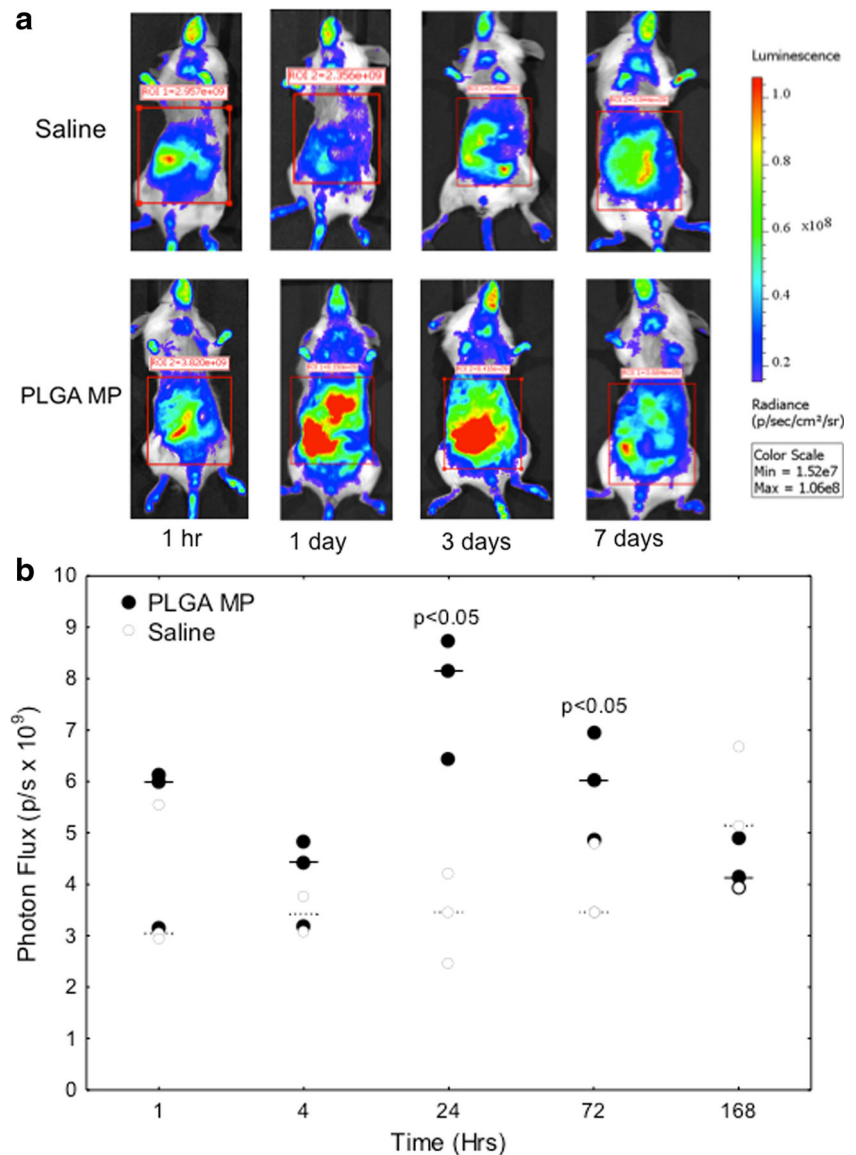 a
Luminescence
ROI 1=2.957e+09
ROI 2=2.356e+09
Saline
1.0
0.8
0.6
x10⁸
0.4
0.2
Radiance
(p/sec/cm²/sr)
Color Scale
Min = 1.52e7
Max = 1.06e8
ROI 2=3.820e+09
PLGA MP
1 hr
1 day
3 days
7 days
b
PLGA MP
Saline
p<0.05
p<0.05
Photon Flux (p/s x 10⁹)
10
9
8
7
6
5
4
3
2
1
0
1
4
24
72
168
Time (Hrs)